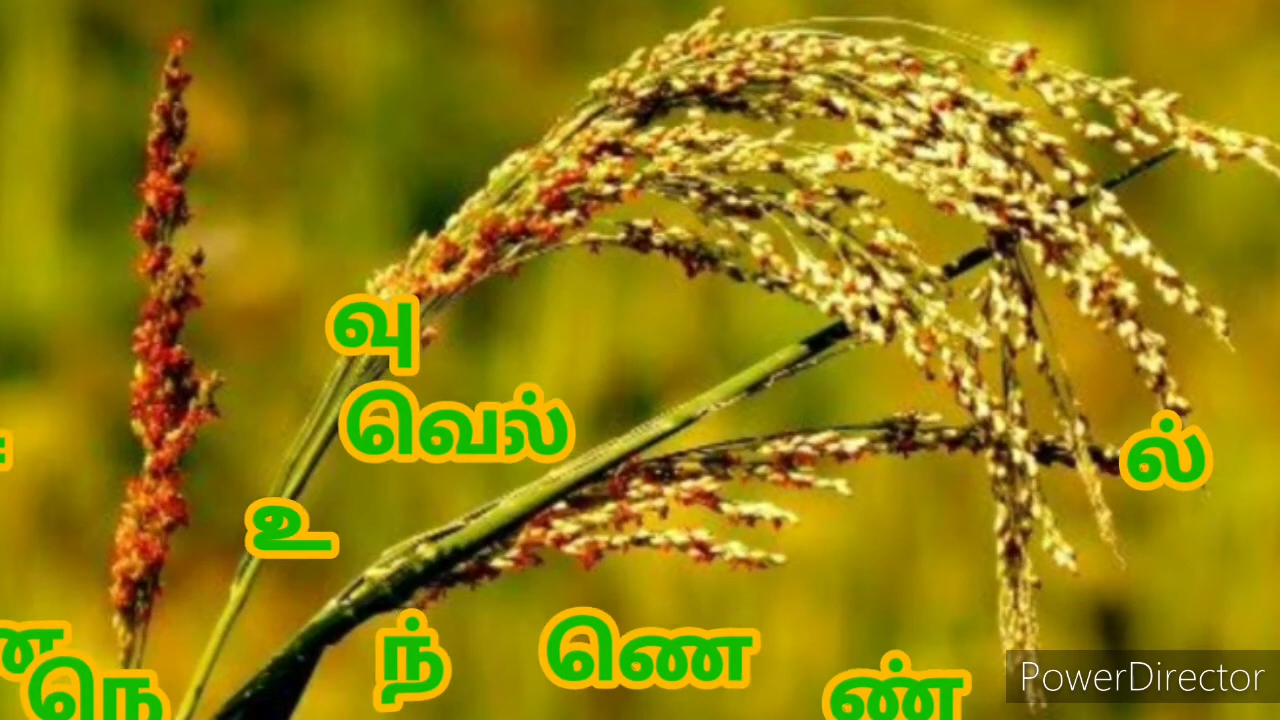 வு
வெல்
ல்
உ
ந்
ணெ
ண்
நெ
PowerDirector